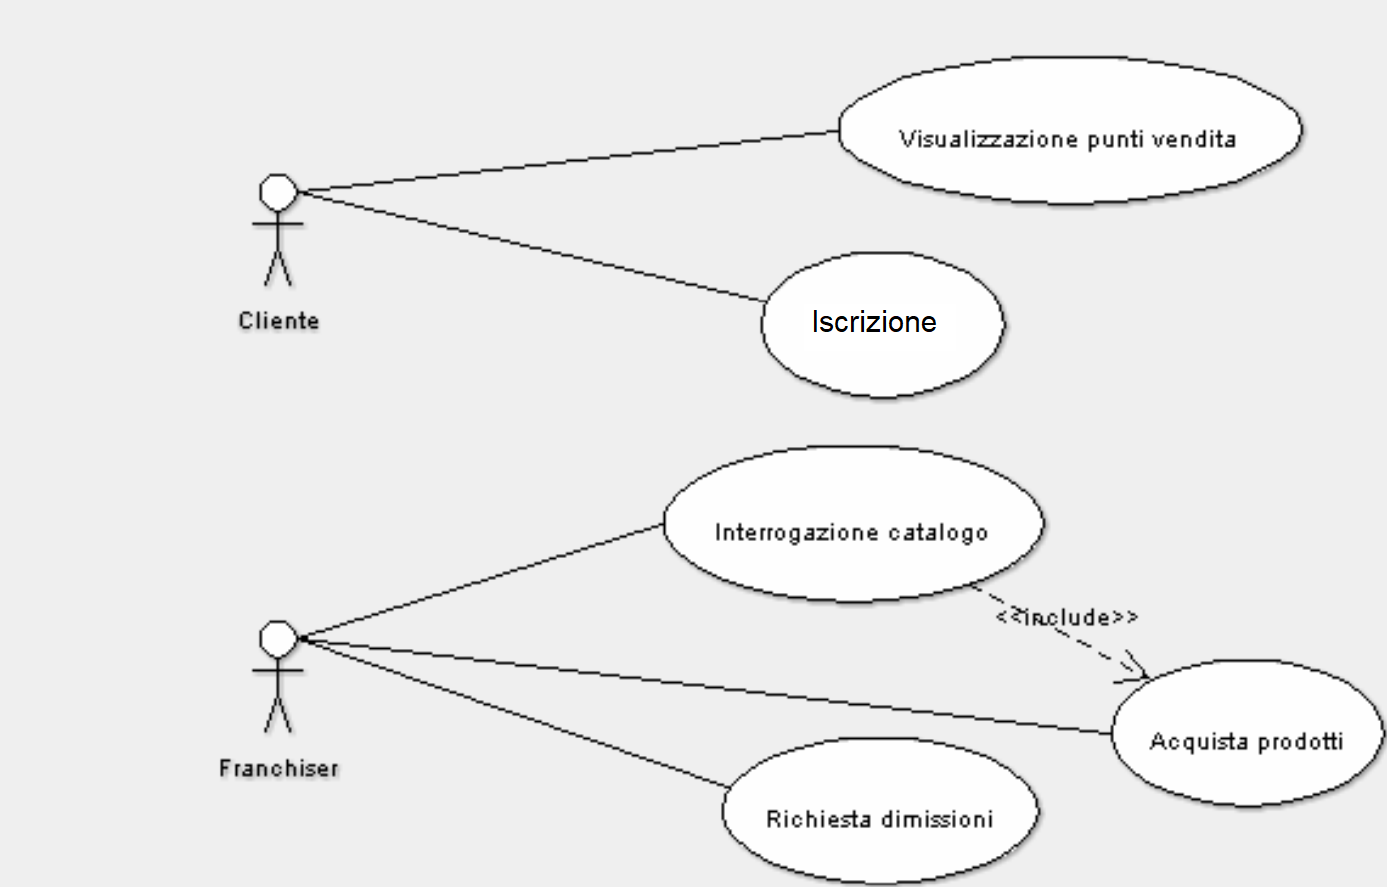 Visualizzazione punti vendita
Cliente
Iscrizione
Interrogazione catalogo
<<include>>
Franchiser
Acquista prodotti
Richiesta dimissioni